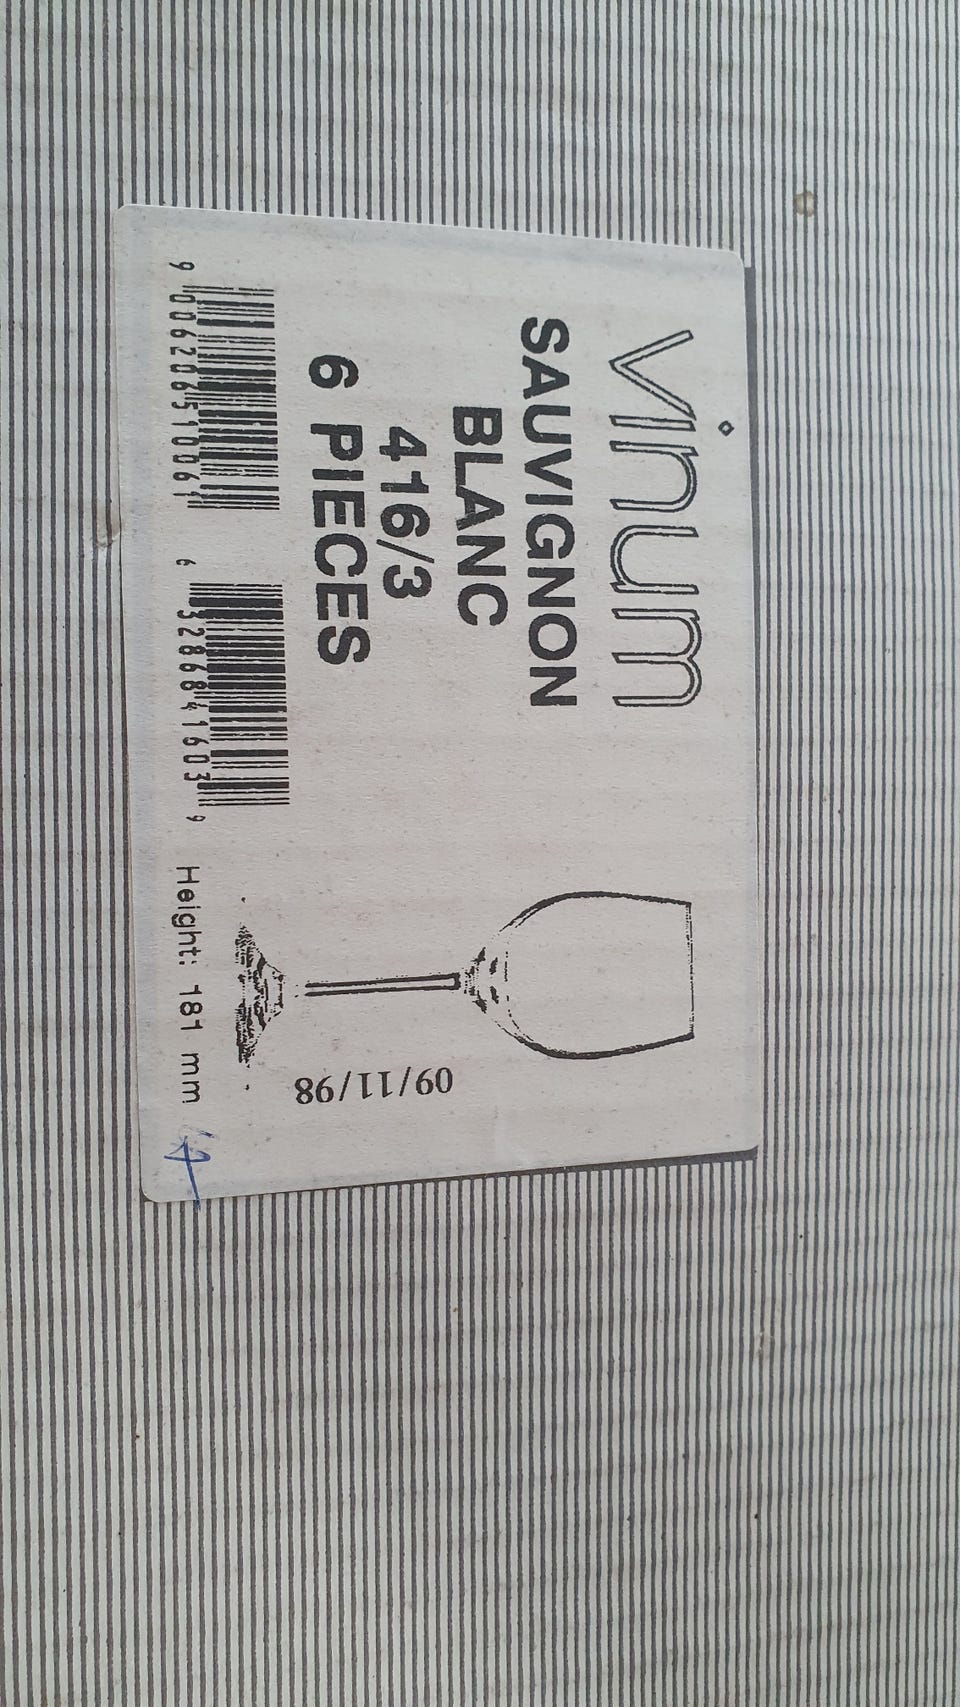 vinum
SAUVIGNON
BLANC
416/3
6 PIECES
9 006206 510061
6 32868 41603 9
Height: 181 mm
09/11/98